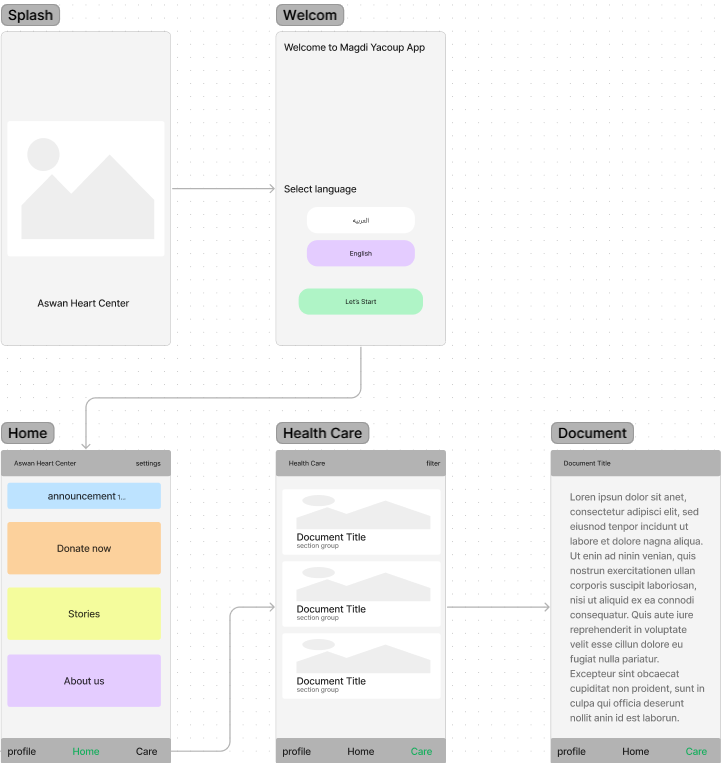 Splash
Aswan Heart Center
Welcom
Welcome to Magdi Yacoup App
Select language
العربيه
English
Let's Start
Home
Aswan Heart Center settings
announcement 1...
Donate now
Stories
About us
profile Home Care
Health Care
Health Care filter
Document Title
section group
Document Title
section group
Document Title
section group
profile Home Care
Document
Document Title
Loren ipsun dolor sit anet,
consectetur adipisci elit, sed
eiusnod tenpor incidunt ut
labore et dolore nagna aliqua.
Ut enin ad ninin venian, quis
nostrun exercitationen ullan
corporis suscipit laboriosan,
nisi ut aliquid ex ea connodi
consequatur. Quis aute iure
reprehenderit in voluptate
velit esse cillun dolore eu
fugiat nulla pariatur.
Excepteur sint obcaecat
cupiditat non proident, sunt in
culpa qui officia deserunt
nollit anin id est laborun.
profile Home Care